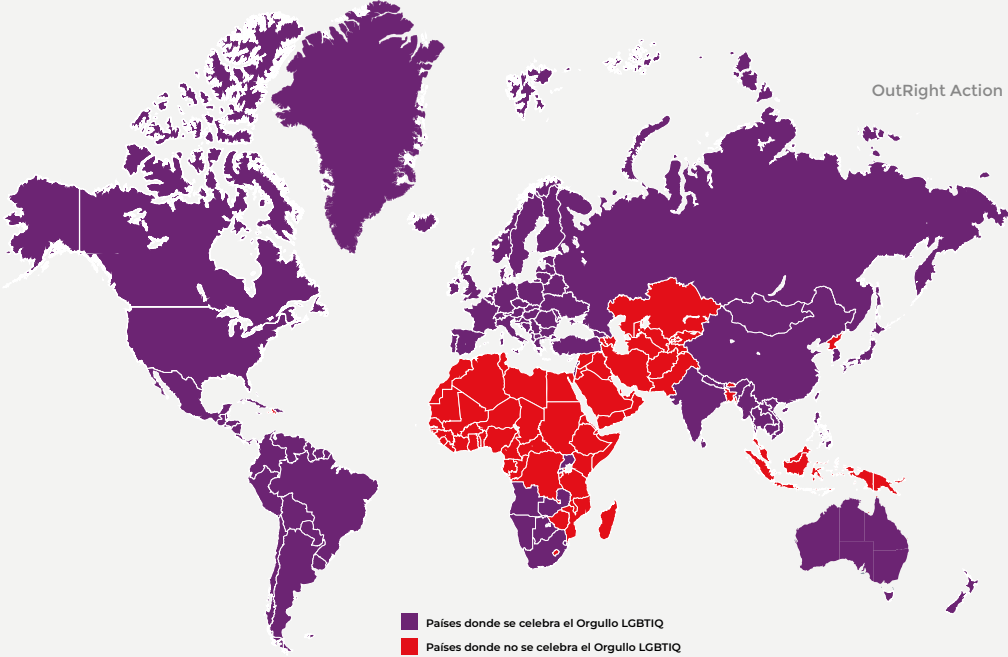 OutRight Action
Países donde se celebra el Orgullo LGBTIQ
Países donde no se celebra el Orgullo LGBTIQ